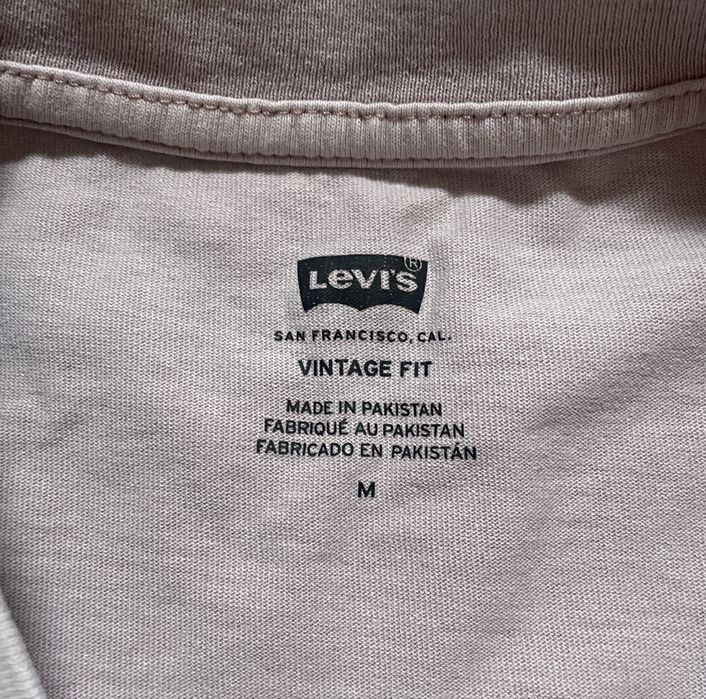 Levi's®
SAN FRANCISCO, CAL.
VINTAGE FIT
MADE IN PAKISTAN
FABRIQUÉ AU PAKISTAN
FABRICADO EN PAKISTÁN
M